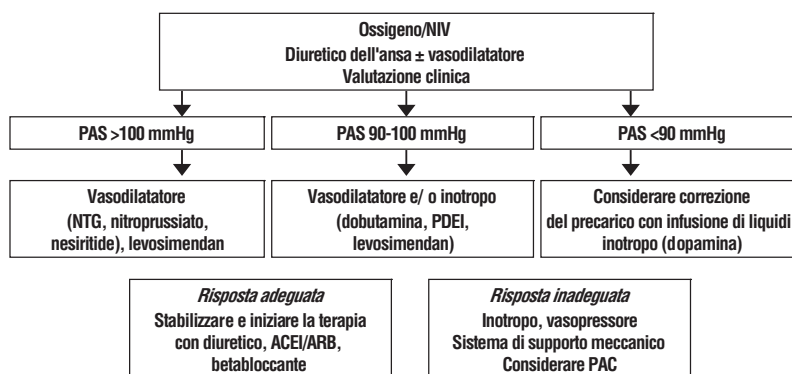 Ossigeno/NIV
Diuretico dell'ansa ± vasodilatatore
Valutazione clinica
PAS >100 mmHg
PAS 90-100 mmHg
PAS <90 mmHg
Vasodilatatore
(NTG, nitroprussiato,
nesiritide), levosimendan
Vasodilatatore e/ o inotropo
(dobutamina, PDEI,
levosimendan)
Considerare correzione
del precarico con infusione di liquidi
inotropo (dopamina)
Risposta adeguata
Stabilizzare e iniziare la terapia
con diuretico, ACEI/ARB,
betabloccante
Risposta inadeguata
Inotropo, vasopressore
Sistema di supporto meccanico
Considerare PAC